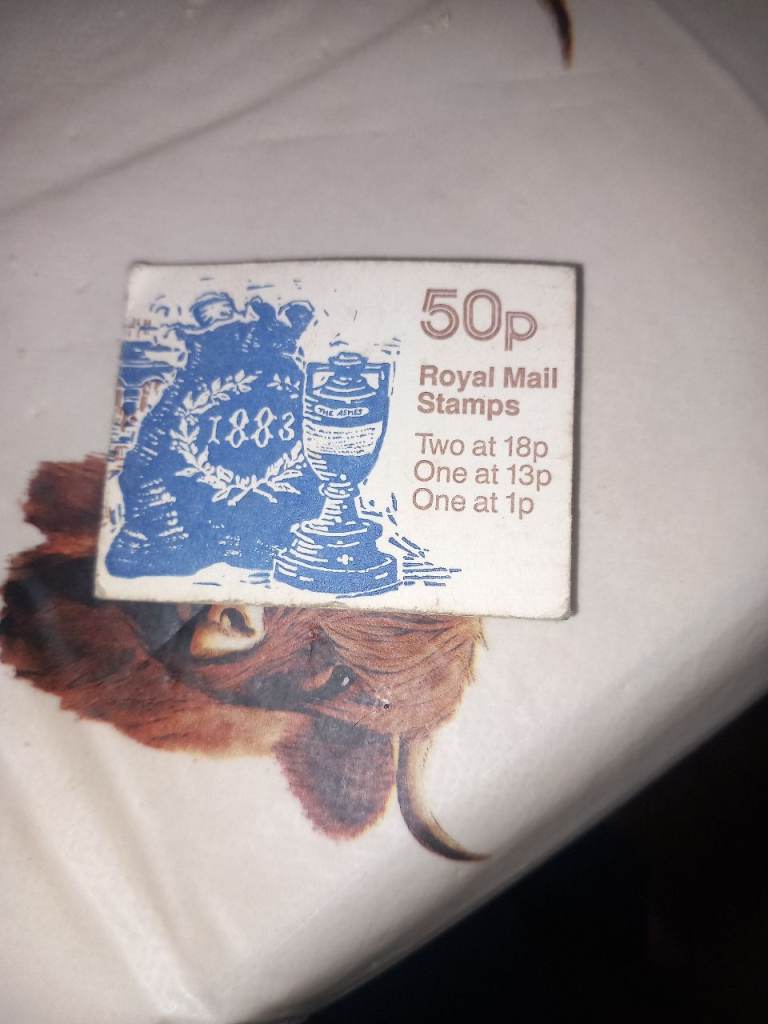 50p
Royal Mail
Stamps
Two at 18p
One at 13p
One at 1p
1883
THE ASHES